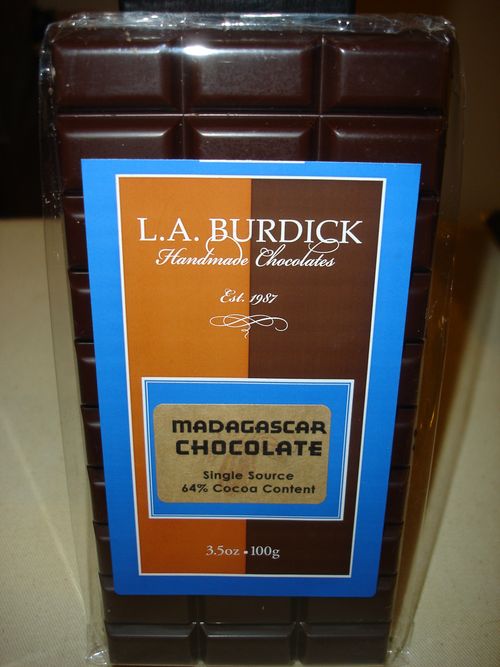 L.A. BURDICK
Handmade Chocolates
Est. 1987
MADAGASCAR
CHOCOLATE
Single Source
64% Cocoa Content
3.5oz ▪ 100g